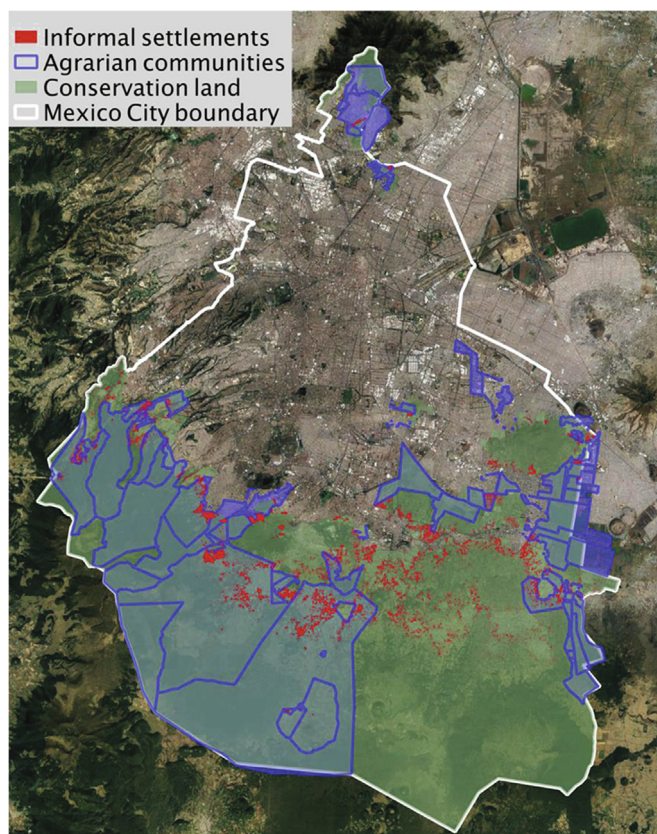 Informal settlements
Agrarian communities
Conservation land
Mexico City boundary